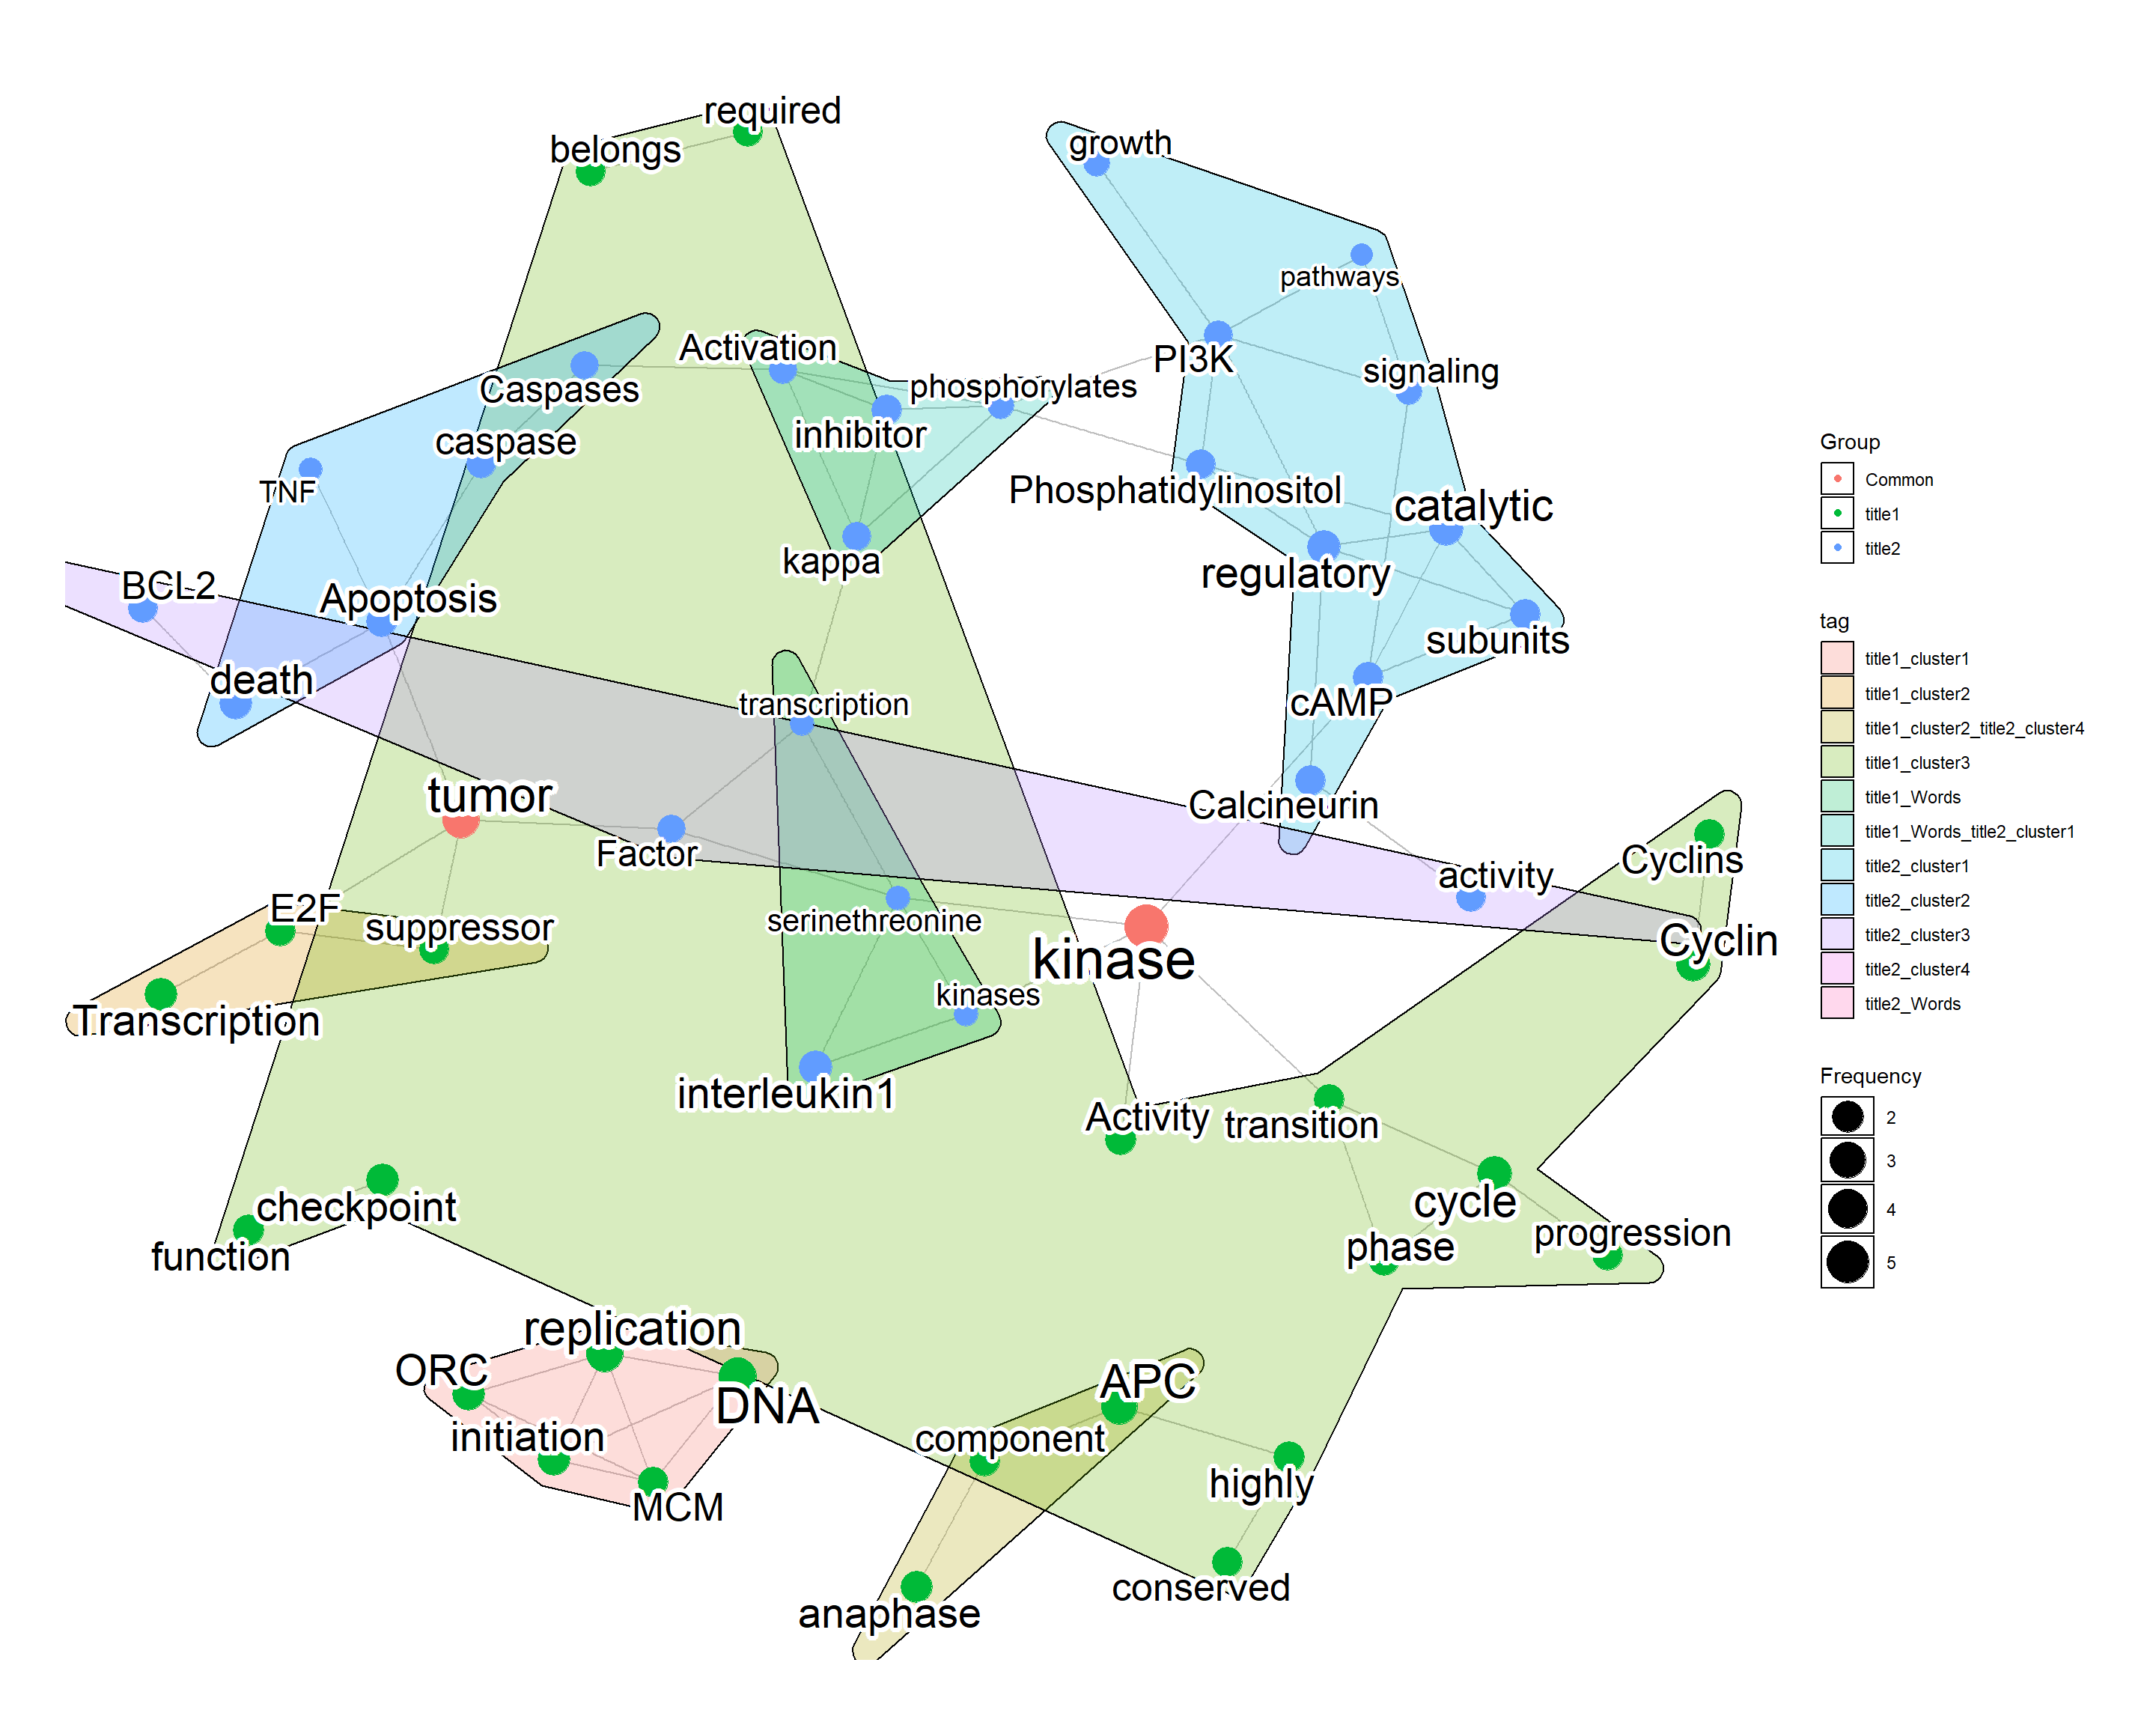 required
belongs
growth
pathways
Activation
PI3K
signaling
Caspases
phosphorylates
caspase
inhibitor
TNF
Phosphatidylinositol
catalytic
kappa
regulatory
BCL2
Apoptosis
subunits
death
transcription
cAMP
tumor
Calcineurin
Factor
Cyclins
activity
E2F
suppressor
serinethreonine
Cyclin
kinase
kinases
Transcription
interleukin1
Activity
transition
checkpoint
cycle
function
phase
progression
replication
ORC
APC
DNA
initiation
component
highly
MCM
conserved
anaphase
Group
Common
title1
title2
tag
title1_cluster1
title1_cluster2
title1_cluster2_title2_cluster4
title1_cluster3
title1_Words
title1_Words_title2_cluster1
title2_cluster1
title2_cluster2
title2_cluster3
title2_cluster4
title2_Words
Frequency
2
3
4
5